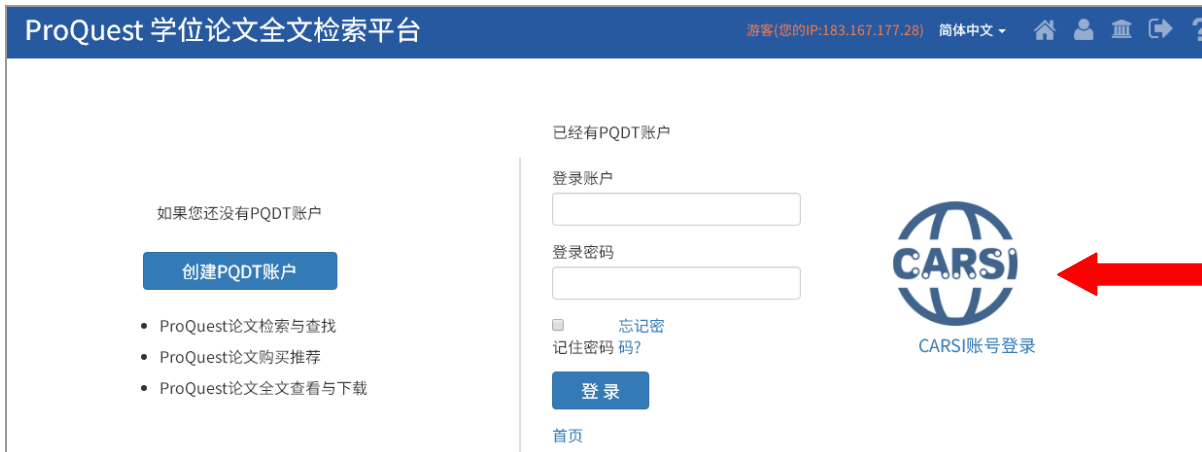 ProQuest 学位论文全文检索平台
游客(您的IP:183.167.177.28) 简体中文
如果您还没有PQDT账户
创建PQDT账户
ProQuest论文检索与查找
ProQuest论文购买推荐
ProQuest论文全文查看与下载
已经有PQDT账户
登录账户
登录密码
忘记密
记住密码 码?
登 录
首页
CARSI
CARSI账号登录